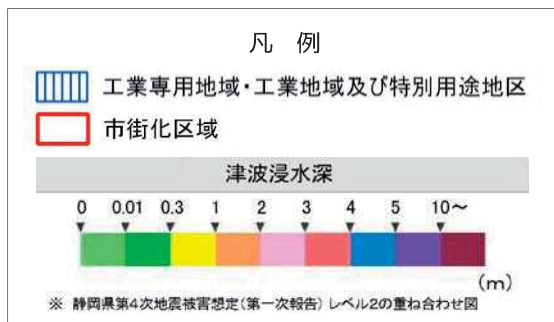 凡 例
工業専用地域・工業地域及び特別用途地区
市街化区域
津波浸水深
0 0.01 0.3 1 2 3 4 5 10～
(m)
※ 静岡県第4次地震被害想定(第一次報告) レベル2の重ね合わせ図